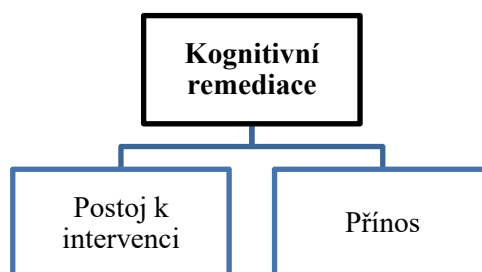 Kognitivní
remediace
Postoj k
intervenci
Přínos